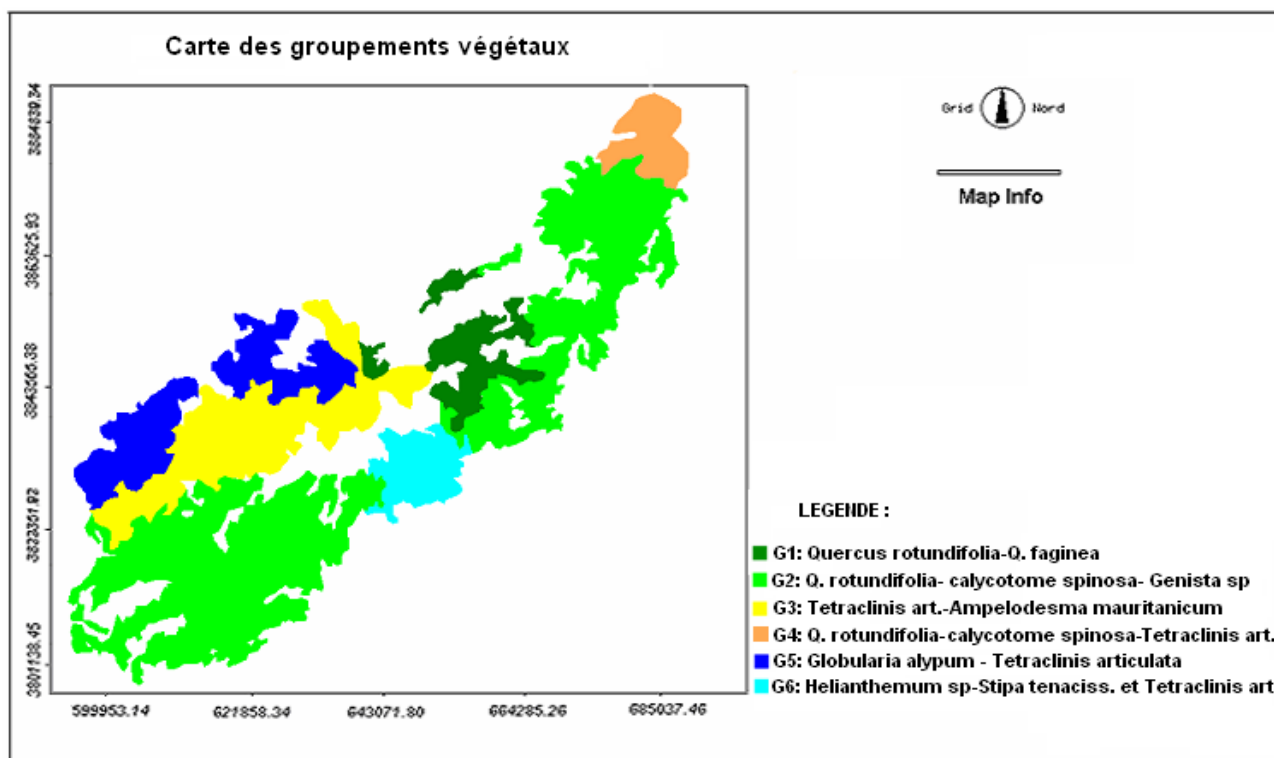 Carte des groupements végétaux
Grid Nord
Map Info
3884839.34
3863625.93
3843565.38
3822351.92
3801138.45
599953.14 621858.34 643071.80 664285.26 685037.46
LEGENDE :
G1: Quercus rotundifolia-Q. faginea
G2: Q. rotundifolia- calycotome spinosa- Genista sp
G3: Tetraclinis art.-Ampelodesma mauritanicum
G4: Q. rotundifolia-calycotome spinosa-Tetraclinis art.
G5: Globularia alypum - Tetraclinis articulata
G6: Helianthemum sp-Stipa tenaciss. et Tetraclinis art